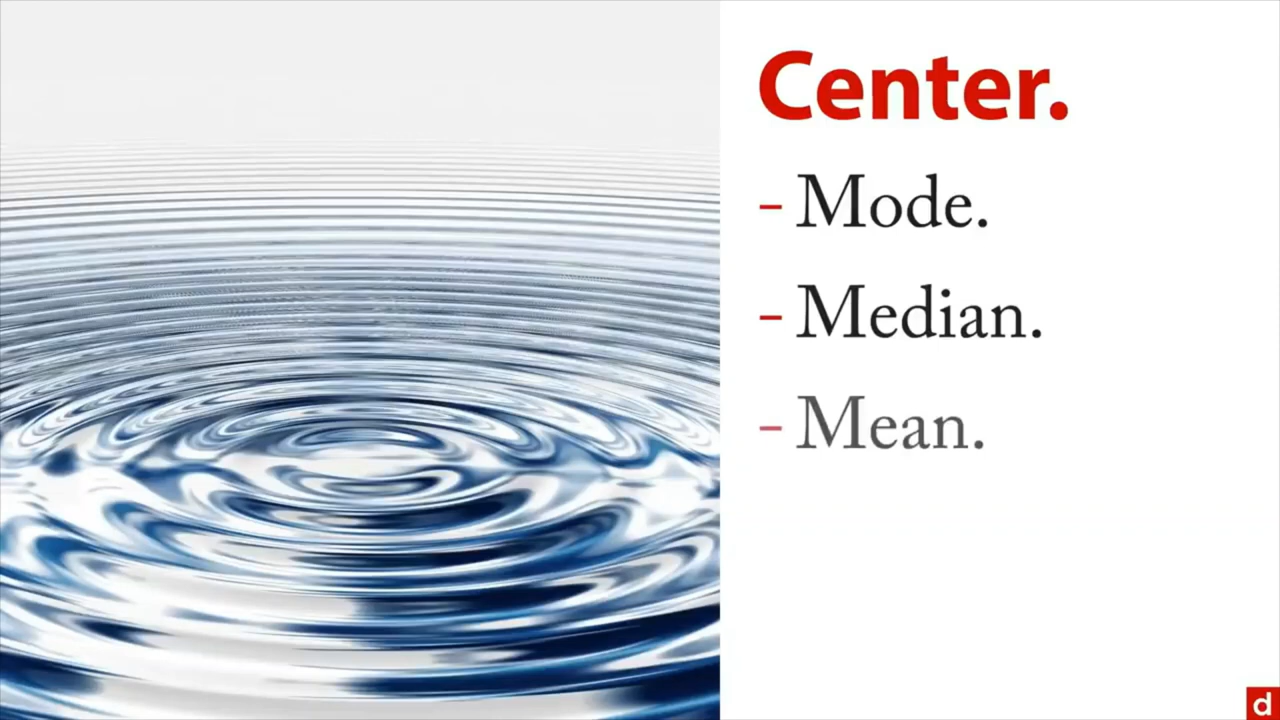 Center.
- Mode.
- Median.
- Mean.
d